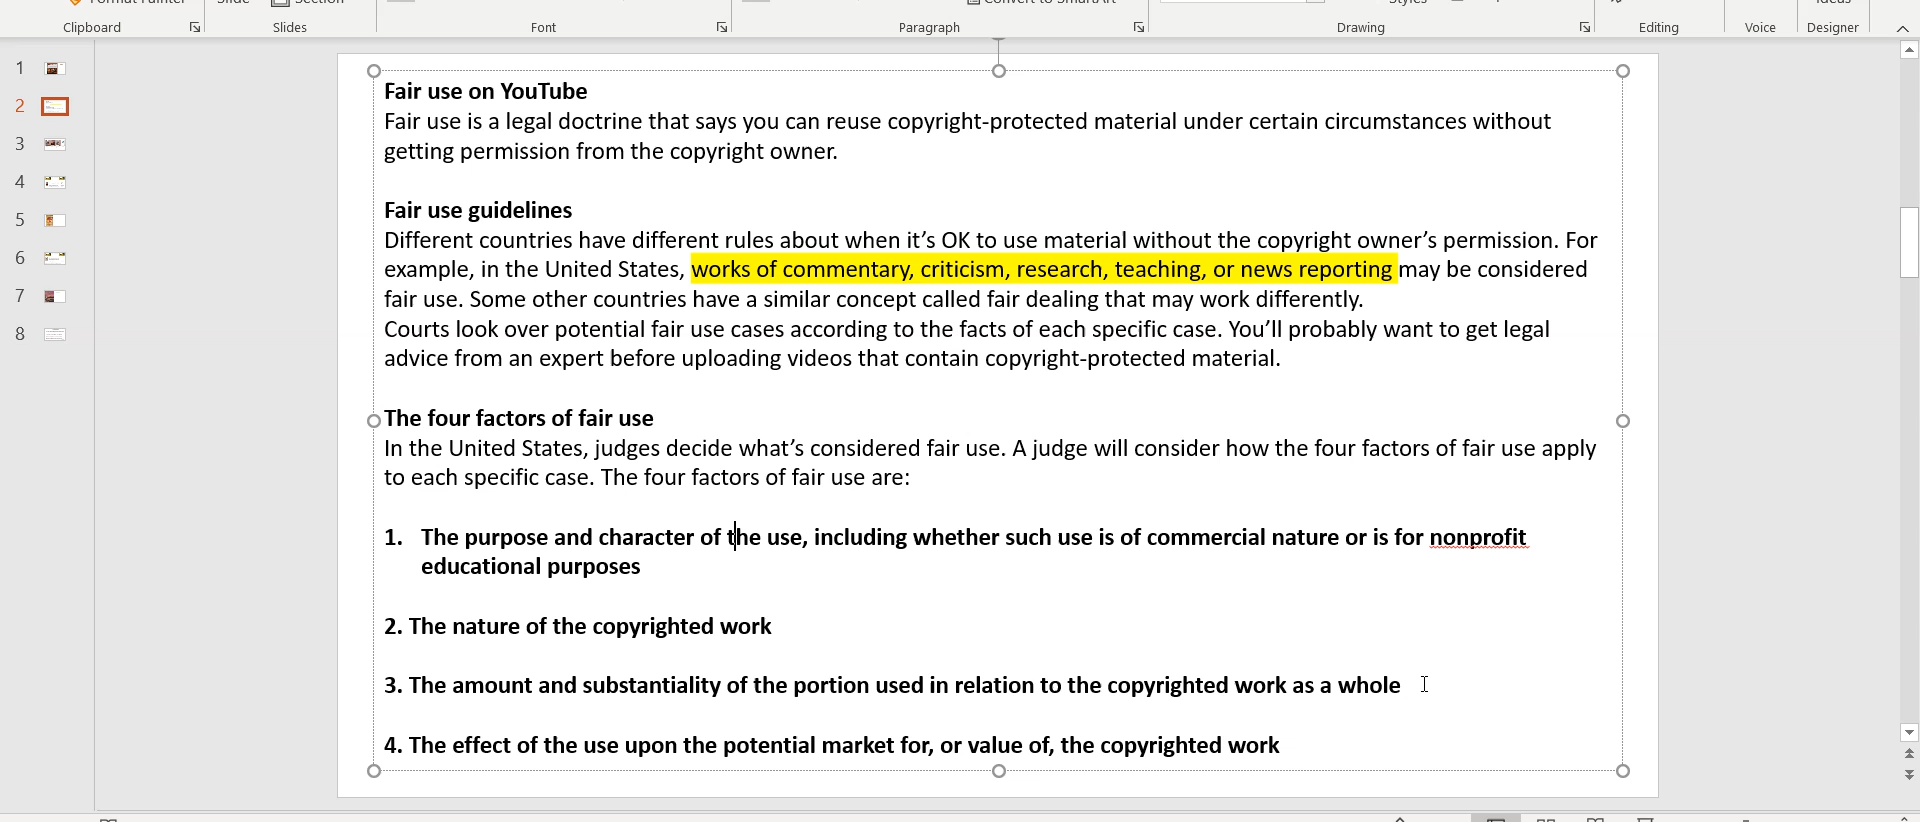 Format Painter
Slide
Section
Convert to SmartArt
Styles
Ideas
Clipboard
Slides
Font
Paragraph
Drawing
Editing
Voice
Designer
1
2
3
4
5
6
7
8
Fair use on YouTube
Fair use is a legal doctrine that says you can reuse copyright-protected material under certain circumstances without
getting permission from the copyright owner.
Fair use guidelines
Different countries have different rules about when it’s OK to use material without the copyright owner’s permission. For
example, in the United States, works of commentary, criticism, research, teaching, or news reporting may be considered
fair use. Some other countries have a similar concept called fair dealing that may work differently.
Courts look over potential fair use cases according to the facts of each specific case. You’ll probably want to get legal
advice from an expert before uploading videos that contain copyright-protected material.
The four factors of fair use
In the United States, judges decide what’s considered fair use. A judge will consider how the four factors of fair use apply
to each specific case. The four factors of fair use are:
1. The purpose and character of the use, including whether such use is of commercial nature or is for nonprofit
educational purposes
2. The nature of the copyrighted work
3. The amount and substantiality of the portion used in relation to the copyrighted work as a whole
4. The effect of the use upon the potential market for, or value of, the copyrighted work